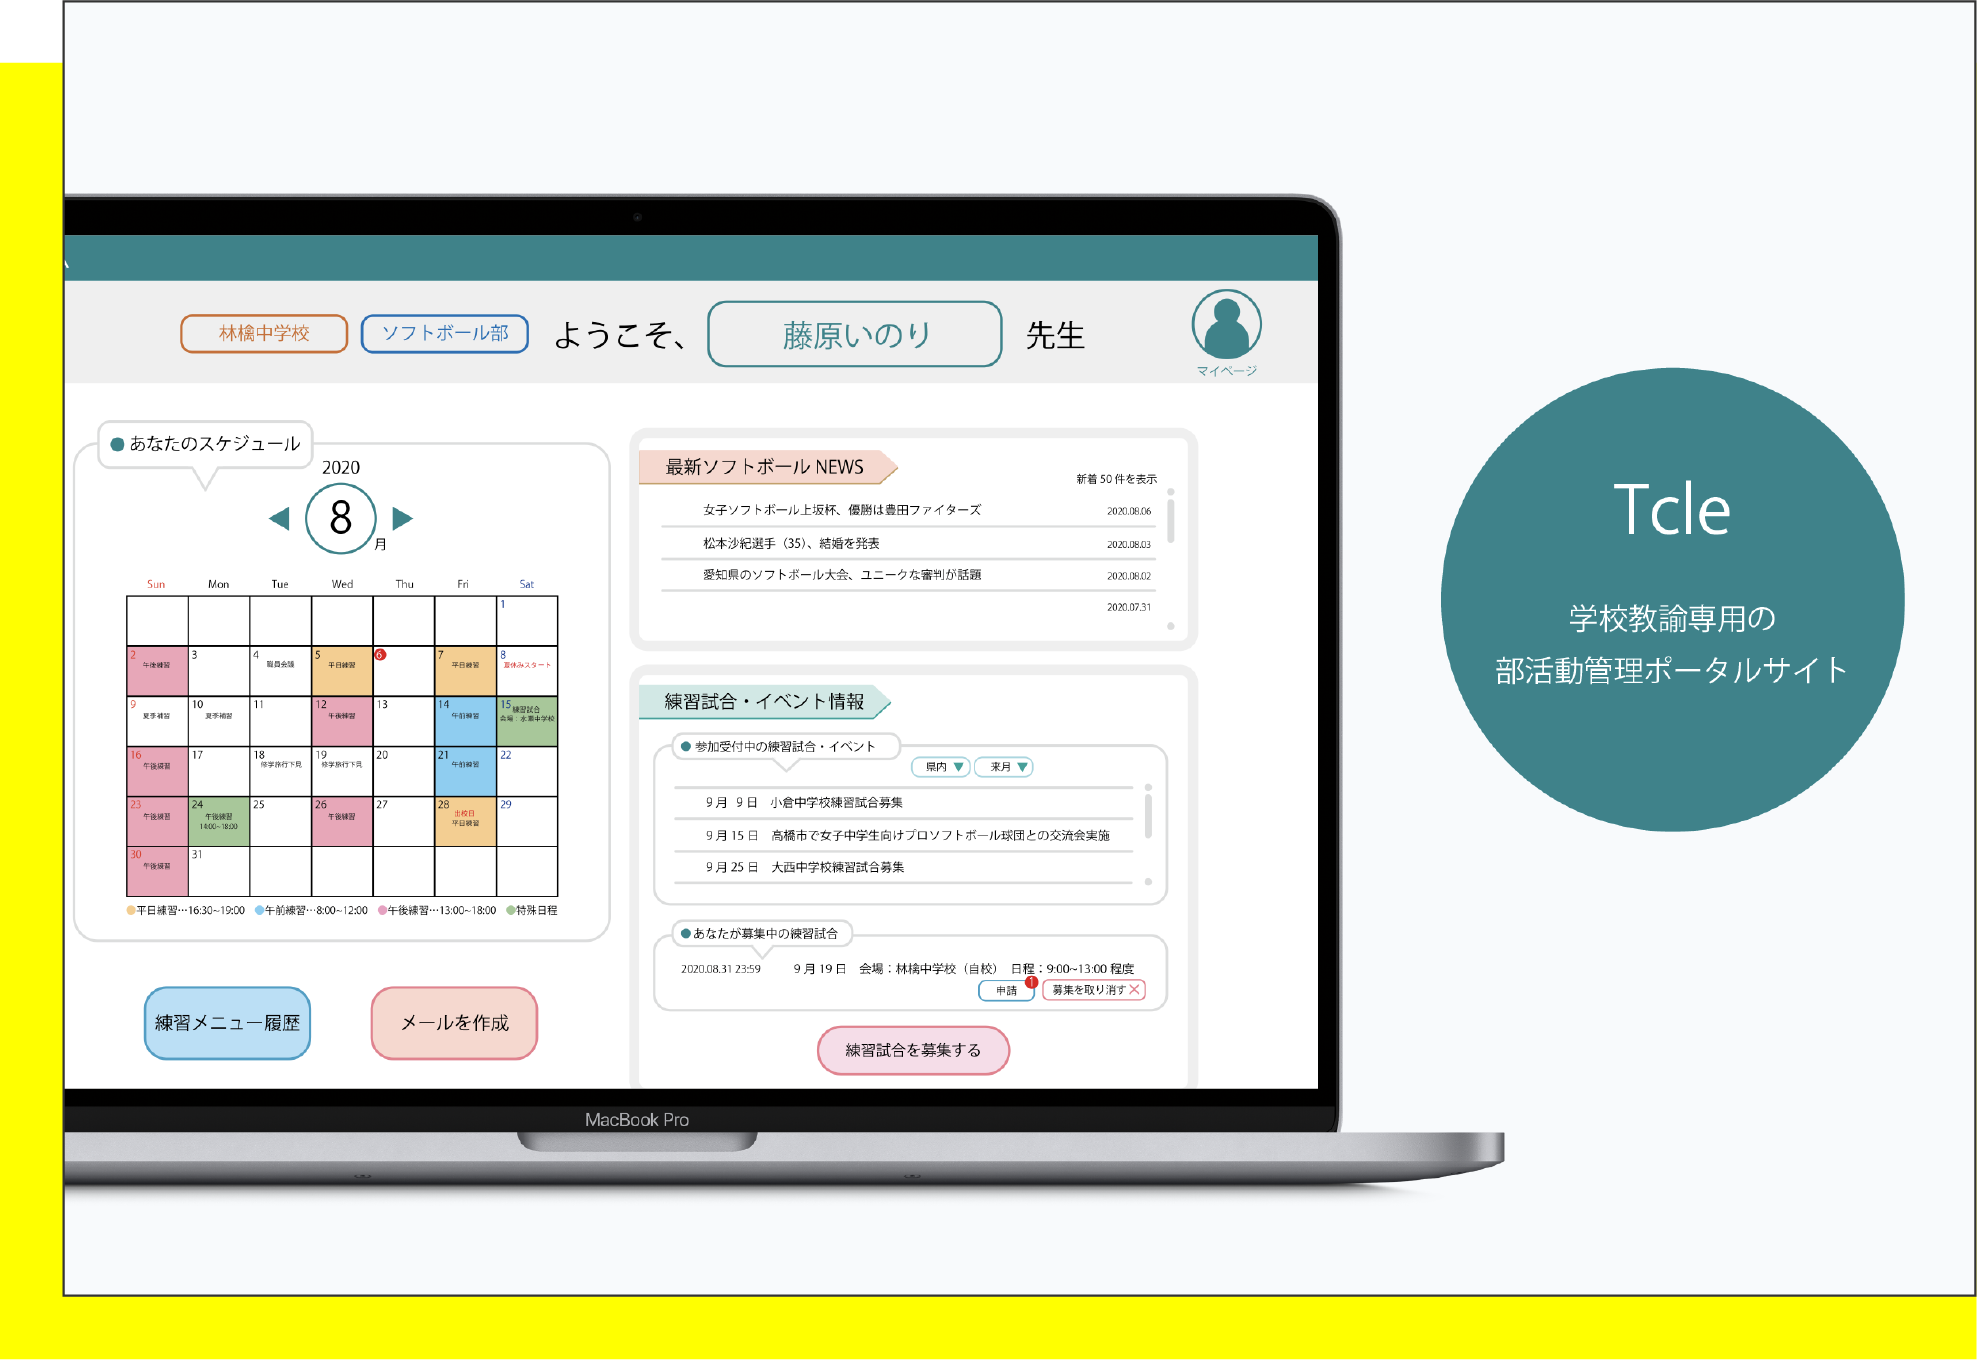 林檎中学校 ソフトボール部 ようこそ、 藤原いのり 先生
マイページ
あなたのスケジュール
2020
8
月
Sun Mon Tue Wed Thu Fri Sat
1
2 3 4 5 6 7 8
午後練習 職員会議 平日練習 平日練習 夏休みスタート
9 10 11 12 13 14 15
夏季補習 夏季補習 午後練習 午前練習 練習試合
会場：水瀬中学校
16 17 18 19 20 21 22
午後練習 修学旅行下見 修学旅行下見 午前練習
23 24 25 26 27 28 29
午後練習 午後練習 午後練習 出校日
14:00~18:00 平日練習
30 31
午後練習
平日練習…16:30~19:00 午前練習…8:00~12:00 午後練習…13:00~18:00 特殊日程
練習メニュー履歴 メールを作成
最新ソフトボール NEWS
新着 50 件を表示
女子ソフトボール上坂杯、優勝は豊田ファイターズ 2020.08.06
松本沙紀選手（35）、結婚を発表 2020.08.03
愛知県のソフトボール大会、ユニークな審判が話題 2020.08.02
2020.07.31
練習試合・イベント情報
参加受付中の練習試合・イベント
県内 ▼ 来月 ▼
9 月 9 日 小倉中学校練習試合募集
9 月 15 日 高橋市で女子中学生向けプロソフトボール球団との交流会実施
9 月 25 日 大西中学校練習試合募集
あなたが募集中の練習試合
2020.08.31 23:59 9 月 19 日 会場：林檎中学校（自校） 日程：9:00~13:00 程度
申請 1 募集を取り消す ✕
練習試合を募集する
MacBook Pro
Tcle
学校教諭専用の
部活動管理ポータルサイト